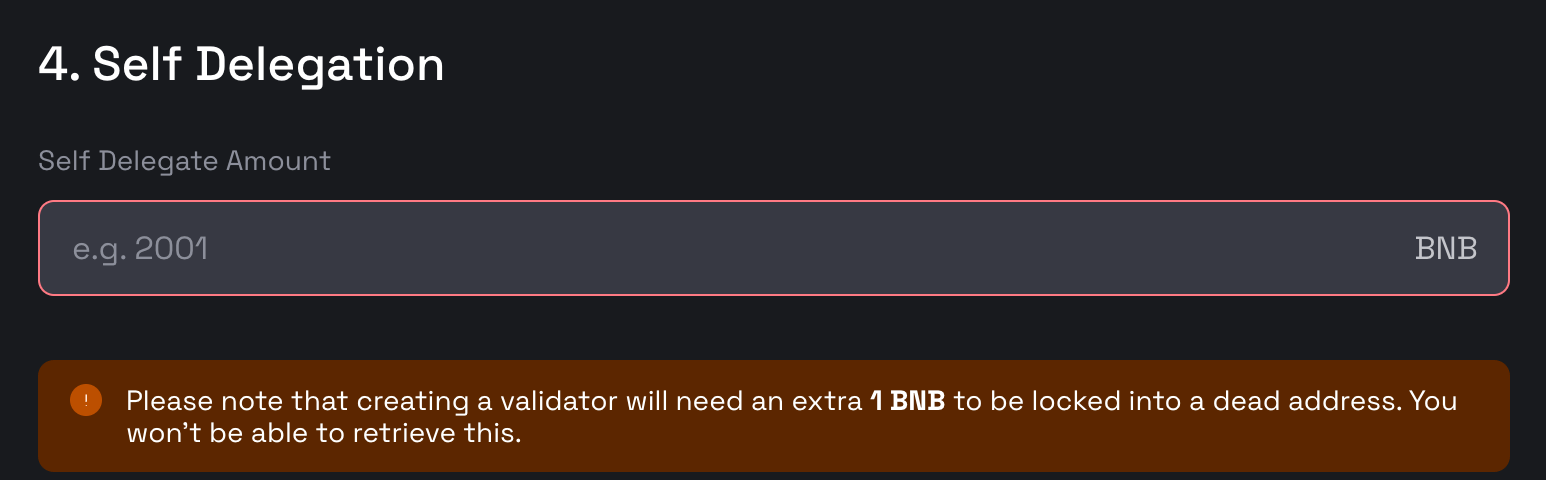 4. Self Delegation
Self Delegate Amount
e.g. 2001 BNB
! Please note that creating a validator will need an extra 1 BNB to be locked into a dead address. You
won't be able to retrieve this.